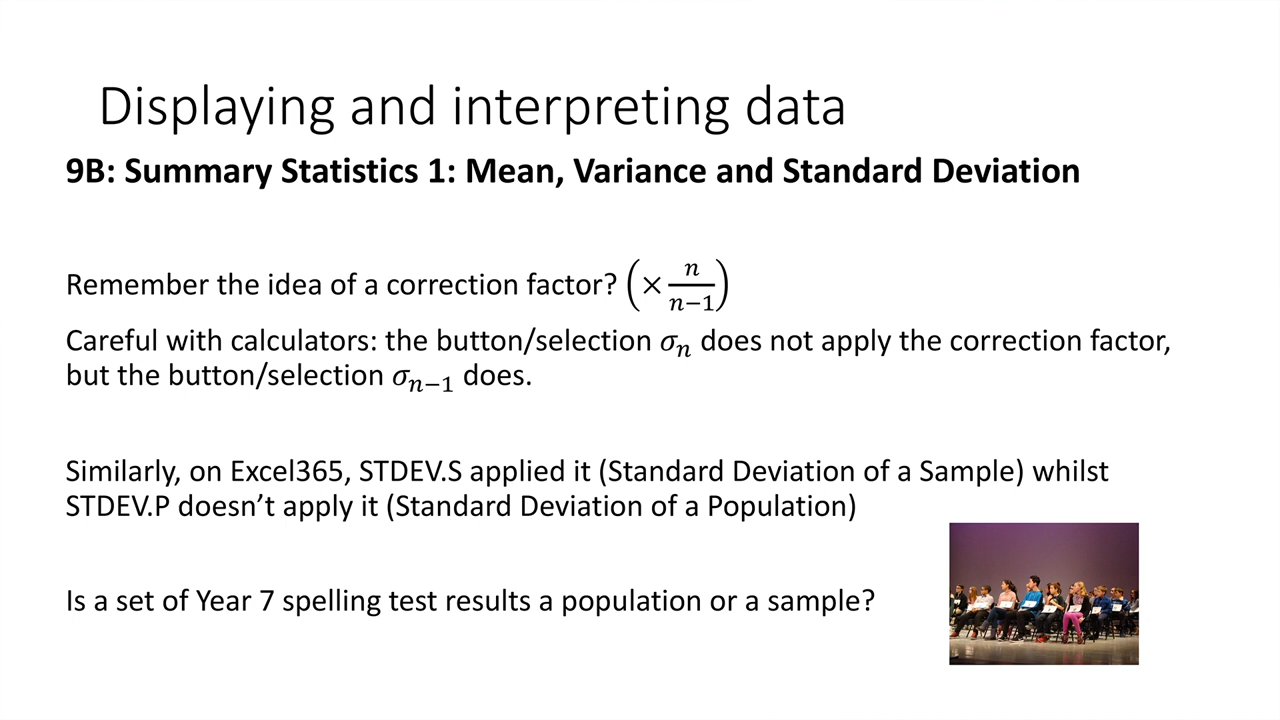 Displaying and interpreting data
9B: Summary Statistics 1: Mean, Variance and Standard Deviation
Remember the idea of a correction factor? (× n/(n−1))
Careful with calculators: the button/selection σₙ does not apply the correction factor,
but the button/selection σₙ₋₁ does.
Similarly, on Excel365, STDEV.S applied it (Standard Deviation of a Sample) whilst
STDEV.P doesn’t apply it (Standard Deviation of a Population)
Is a set of Year 7 spelling test results a population or a sample?